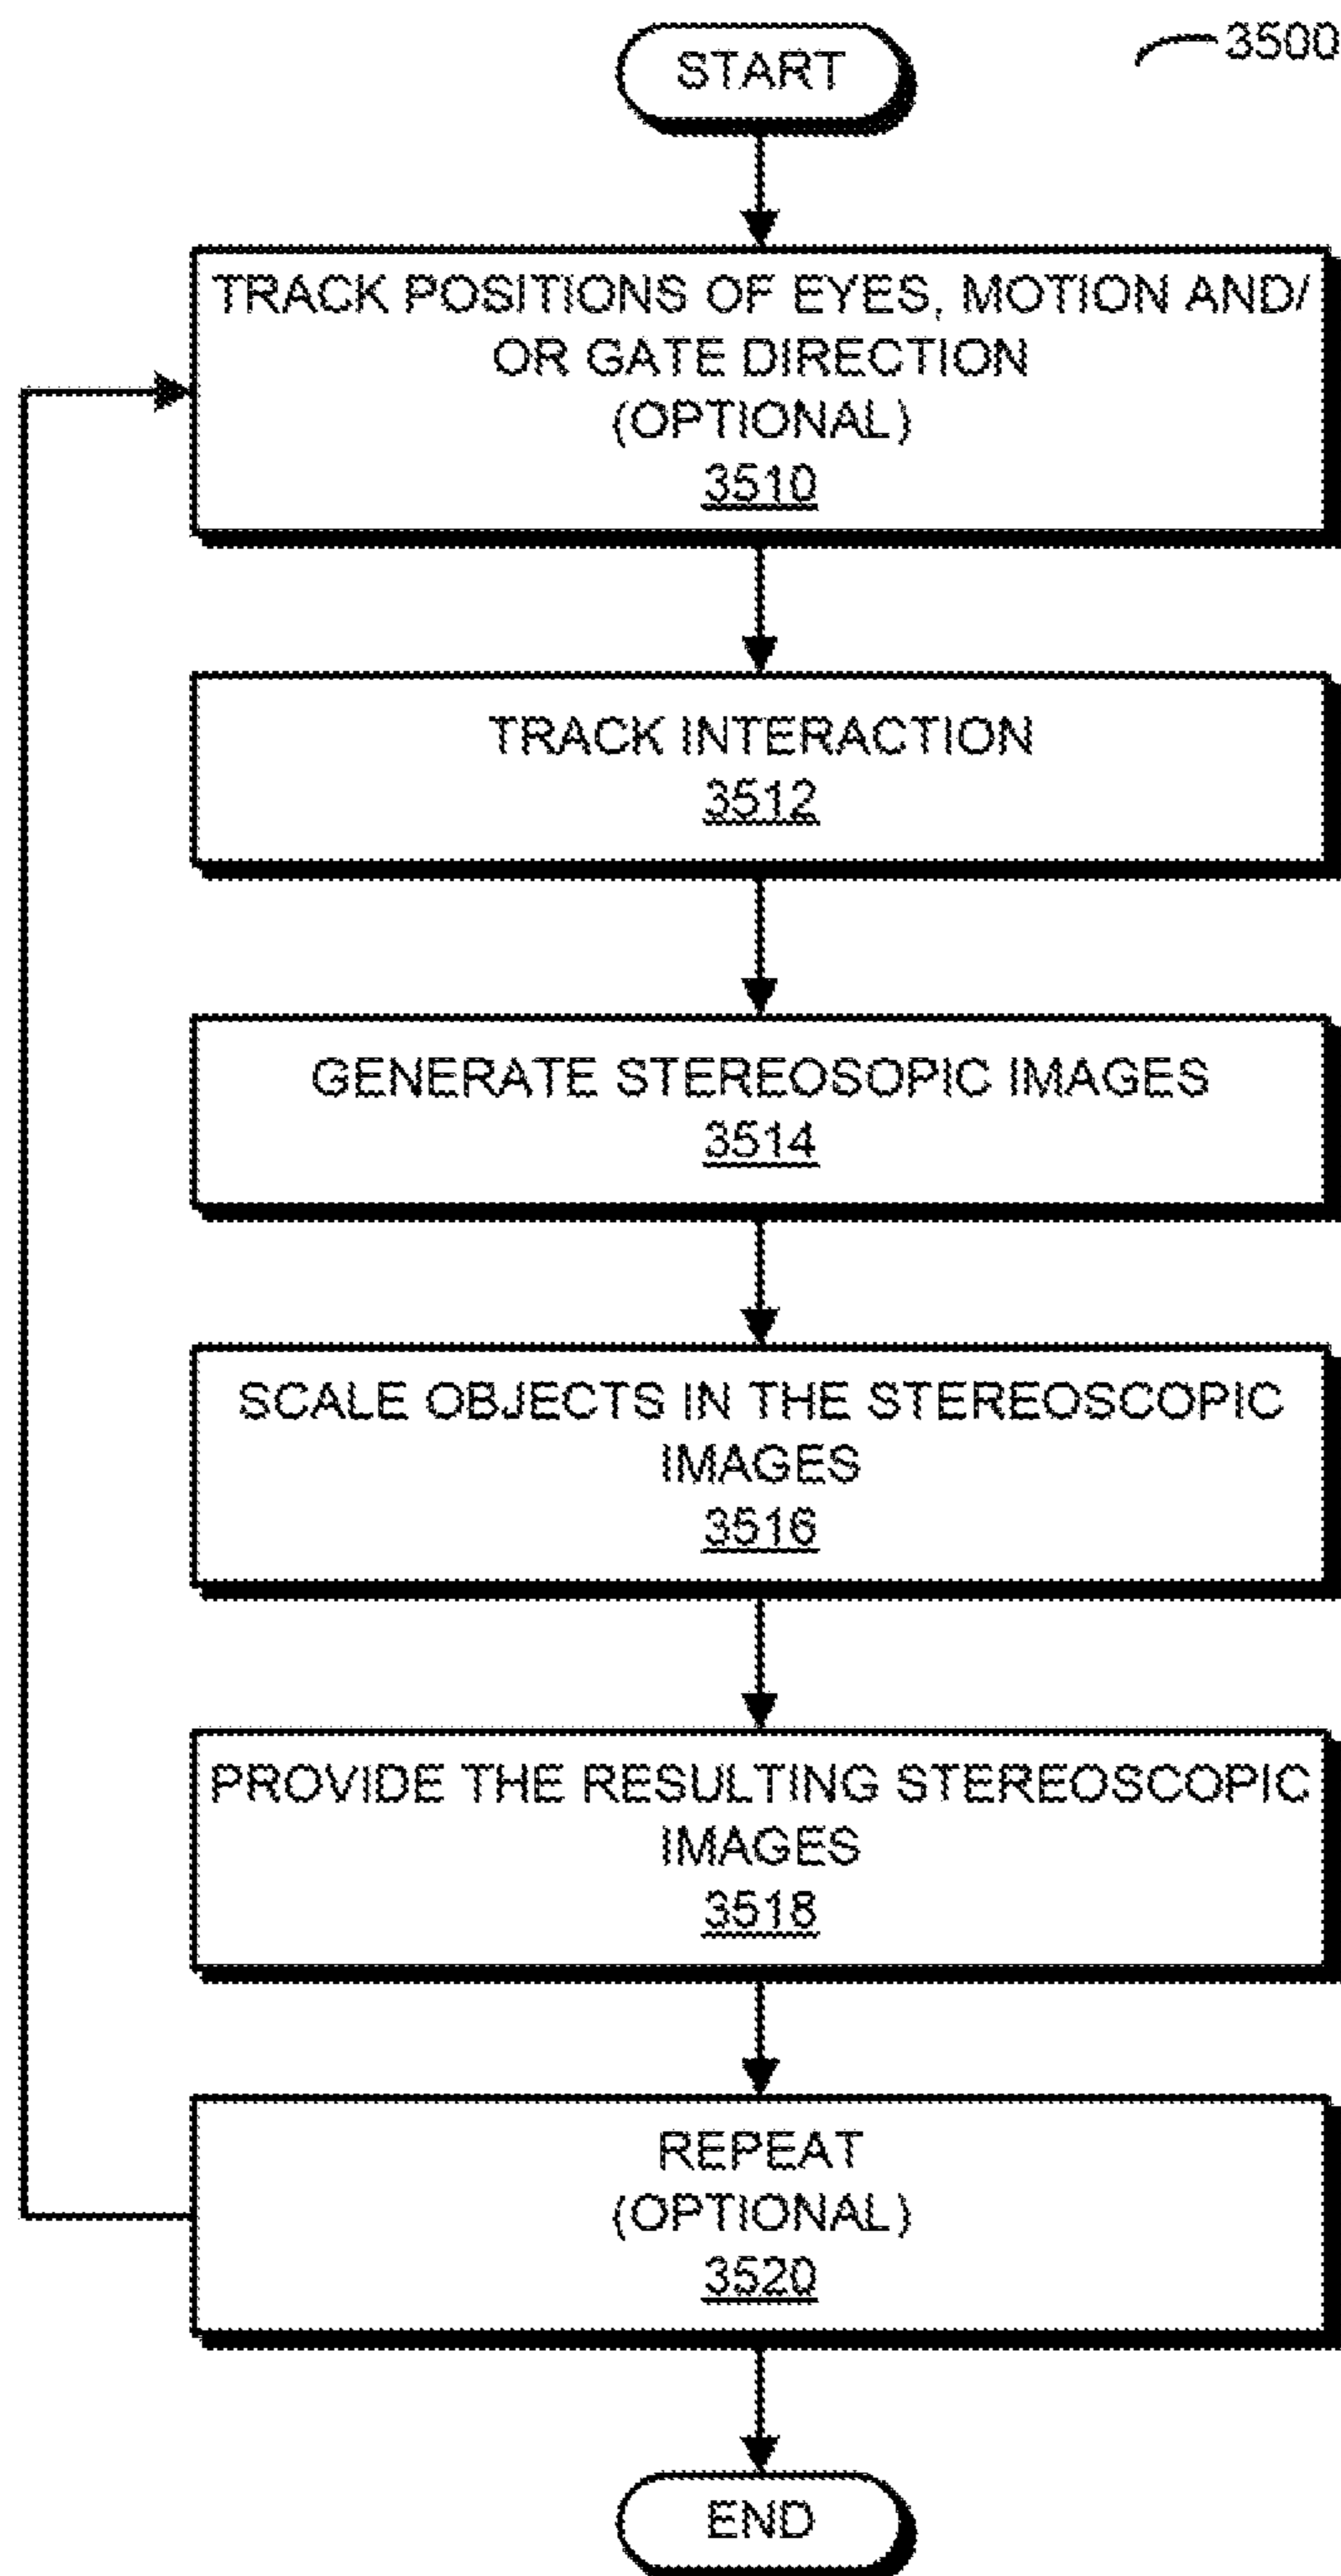 3500
START
TRACK POSITIONS OF EYES, MOTION AND/
OR GATE DIRECTION
(OPTIONAL)
3510
TRACK INTERACTION
3512
GENERATE STEREOSOPIC IMAGES
3514
SCALE OBJECTS IN THE STEREOSCOPIC
IMAGES
3516
PROVIDE THE RESULTING STEREOSCOPIC
IMAGES
3518
REPEAT
(OPTIONAL)
3520
END